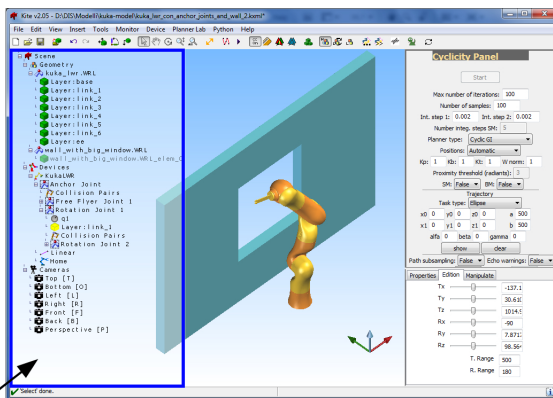 Kite v2.05 - D:\DIS\Modelli\kuka-model\kuka_lwr_con_anchor_joints_and_wall_2.kxml*
File Edit View Insert Tools Monitor Device Planner Lab Python Help
Scene
Geometry
kuka_lwr.WRL
Layer:base
Layer:link_1
Layer:link_2
Layer:link_3
Layer:link_4
Layer:link_5
Layer:link_6
Layer:ee
wall_with_big_window.WRL
wall_with_big_window.WRL_elem_0
Devices
KukaLWR
Anchor Joint
Collision Pairs
Free Flyer Joint 1
Rotation Joint 1
q1
Layer:link_1
Collision Pairs
Rotation Joint 2
Linear
Home
Cameras
Top [T]
Bottom [O]
Left [L]
Right [R]
Front [F]
Back [B]
Perspective [P]
'Select' done.
Cyclicity Panel
Start
Max number of iterations: 100
Number of samples: 100
Int. step 1: 0.002 Int. step 2: 0.002
Number integ. steps SM: 5
Planner type: Cyclic GI
Positions: Automatic
Kp: 1 Kb: 1 Kt: 1 W norm: 1
Proximity threshold (radiants): 3
SM: False BM: False
Trajectory
Task type: Ellipse
x0 0 y0 0 z0 0 a 500
x1 0 y1 0 z1 0 b 500
alfa 0 beta 0 gamma 0
show clear
Path subsampling: False Echo warnings: False
Properties Edition Manipulate
Tx -137.1
Ty 30.610
Tz 1014.9
Rx -90
Ry 7.871
Rz 98.56
T. Range 500
R. Range 180